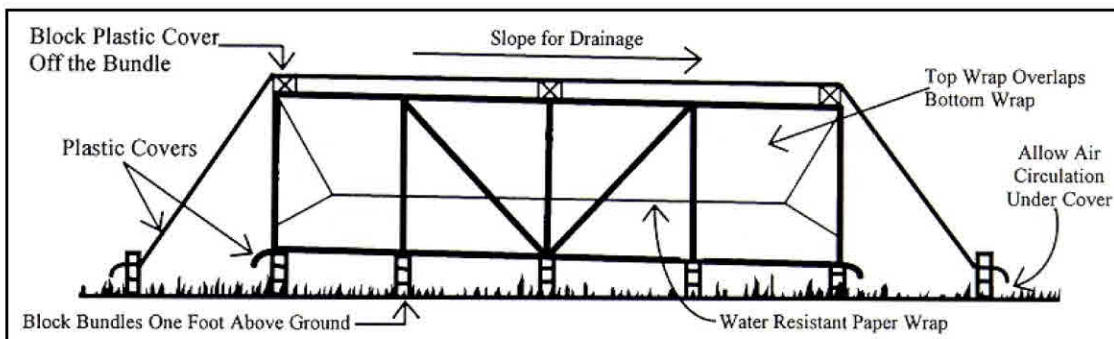 Block Plastic Cover
Off the Bundle
Slope for Drainage
Top Wrap Overlaps
Bottom Wrap
Plastic Covers
Allow Air
Circulation
Under Cover
Block Bundles One Foot Above Ground
Water Resistant Paper Wrap